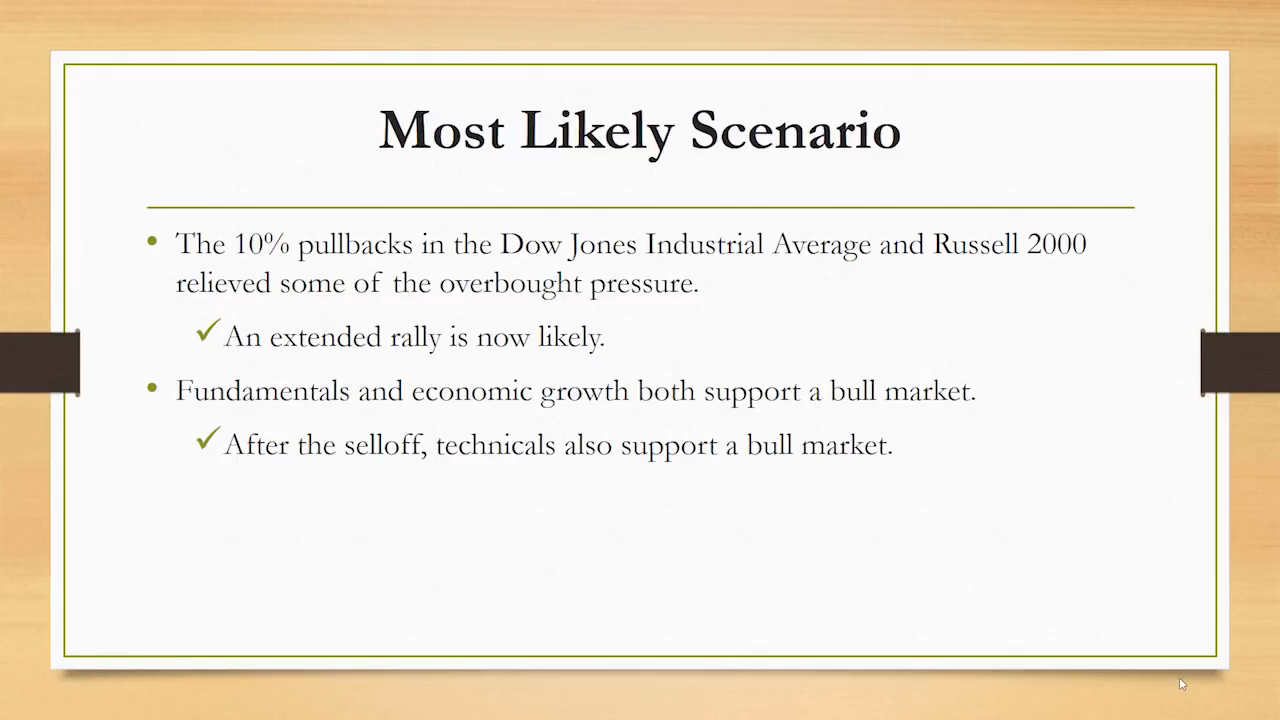 Most Likely Scenario
• The 10% pullbacks in the Dow Jones Industrial Average and Russell 2000
relieved some of the overbought pressure.
✓An extended rally is now likely.
• Fundamentals and economic growth both support a bull market.
✓After the selloff, technicals also support a bull market.